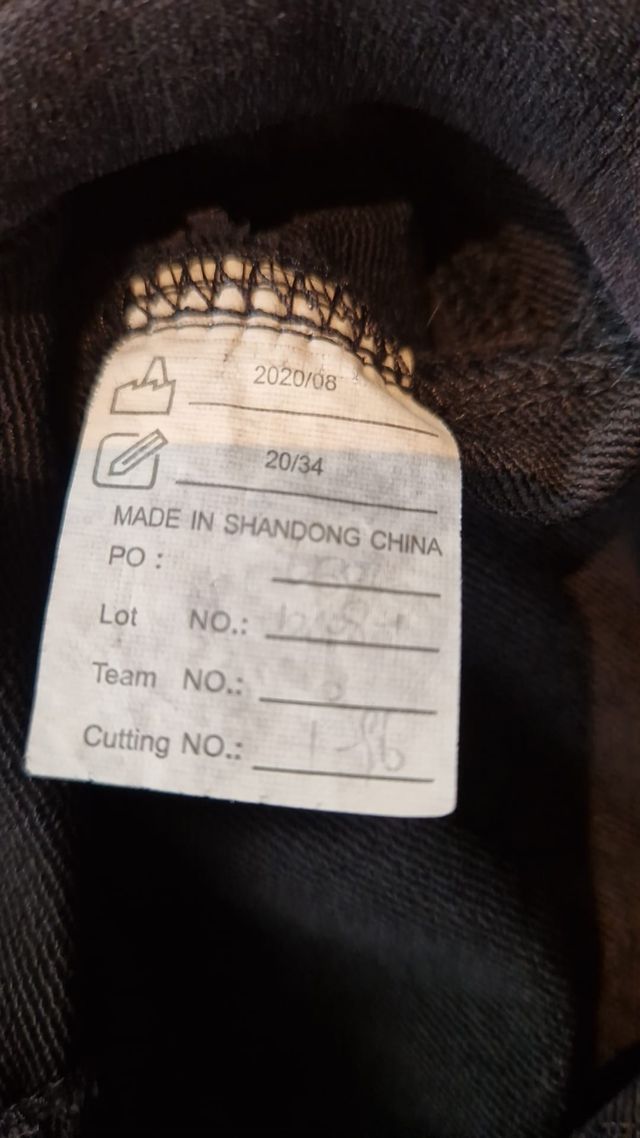 2020/08
20/34
MADE IN SHANDONG CHINA
PO :
Lot NO.:
Team NO.:
Cutting NO.: